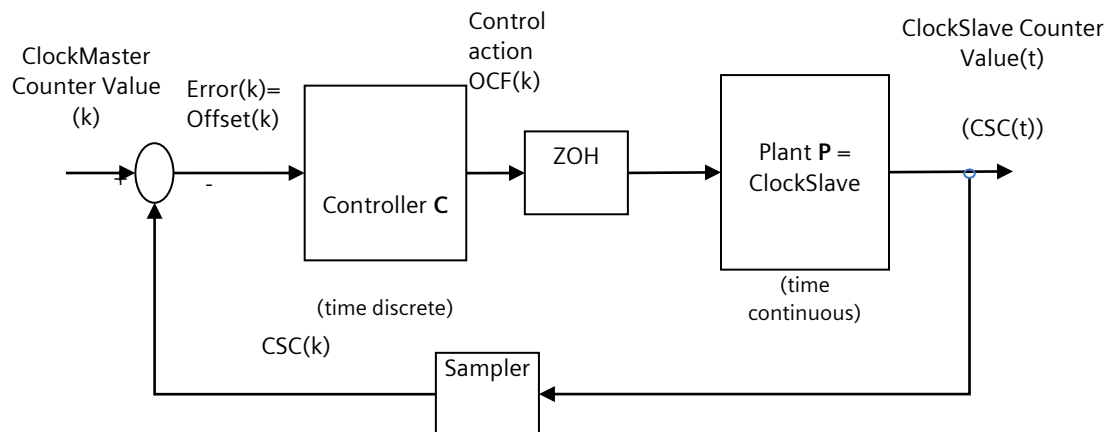 ClockMaster
Counter Value
(k)
Error(k)=
Offset(k)
Control
action
OCF(k)
ClockSlave Counter
Value(t)
(CSC(t))
+
-
Controller C
ZOH
Plant P =
ClockSlave
(time discrete)
(time
continuous)
CSC(k)
Sampler